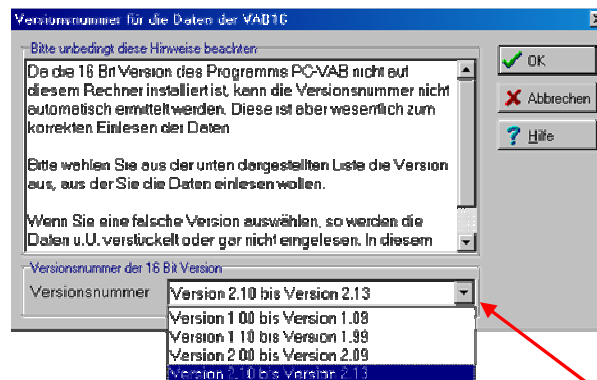 Versionsnummer für die Daten der VAB16
Bitte unbedingt diese Hinweise beachten
Da die 16 Bit Version des Programms PC-VAB nicht auf
diesem Rechner installiert ist, kann die Versionsnummer nicht
automatisch ermittelt werden. Diese ist aber wesentlich zum
korrekten Einlesen der Daten
Bitte wählen Sie aus der unten dargestellten Liste die Version
aus, aus der Sie die Daten einlesen wollen.
Wenn Sie eine falsche Version auswählen, so werden die
Daten u.U. verstückelt oder gar nicht eingelesen. In diesem
OK
Abbrechen
Hilfe
Versionsnummer der 16 Bit Version
Versionsnummer
Version 2.10 bis Version 2.13
Version 1.00 bis Version 1.09
Version 1.10 bis Version 1.99
Version 2.00 bis Version 2.09
Version 2.10 bis Version 2.13